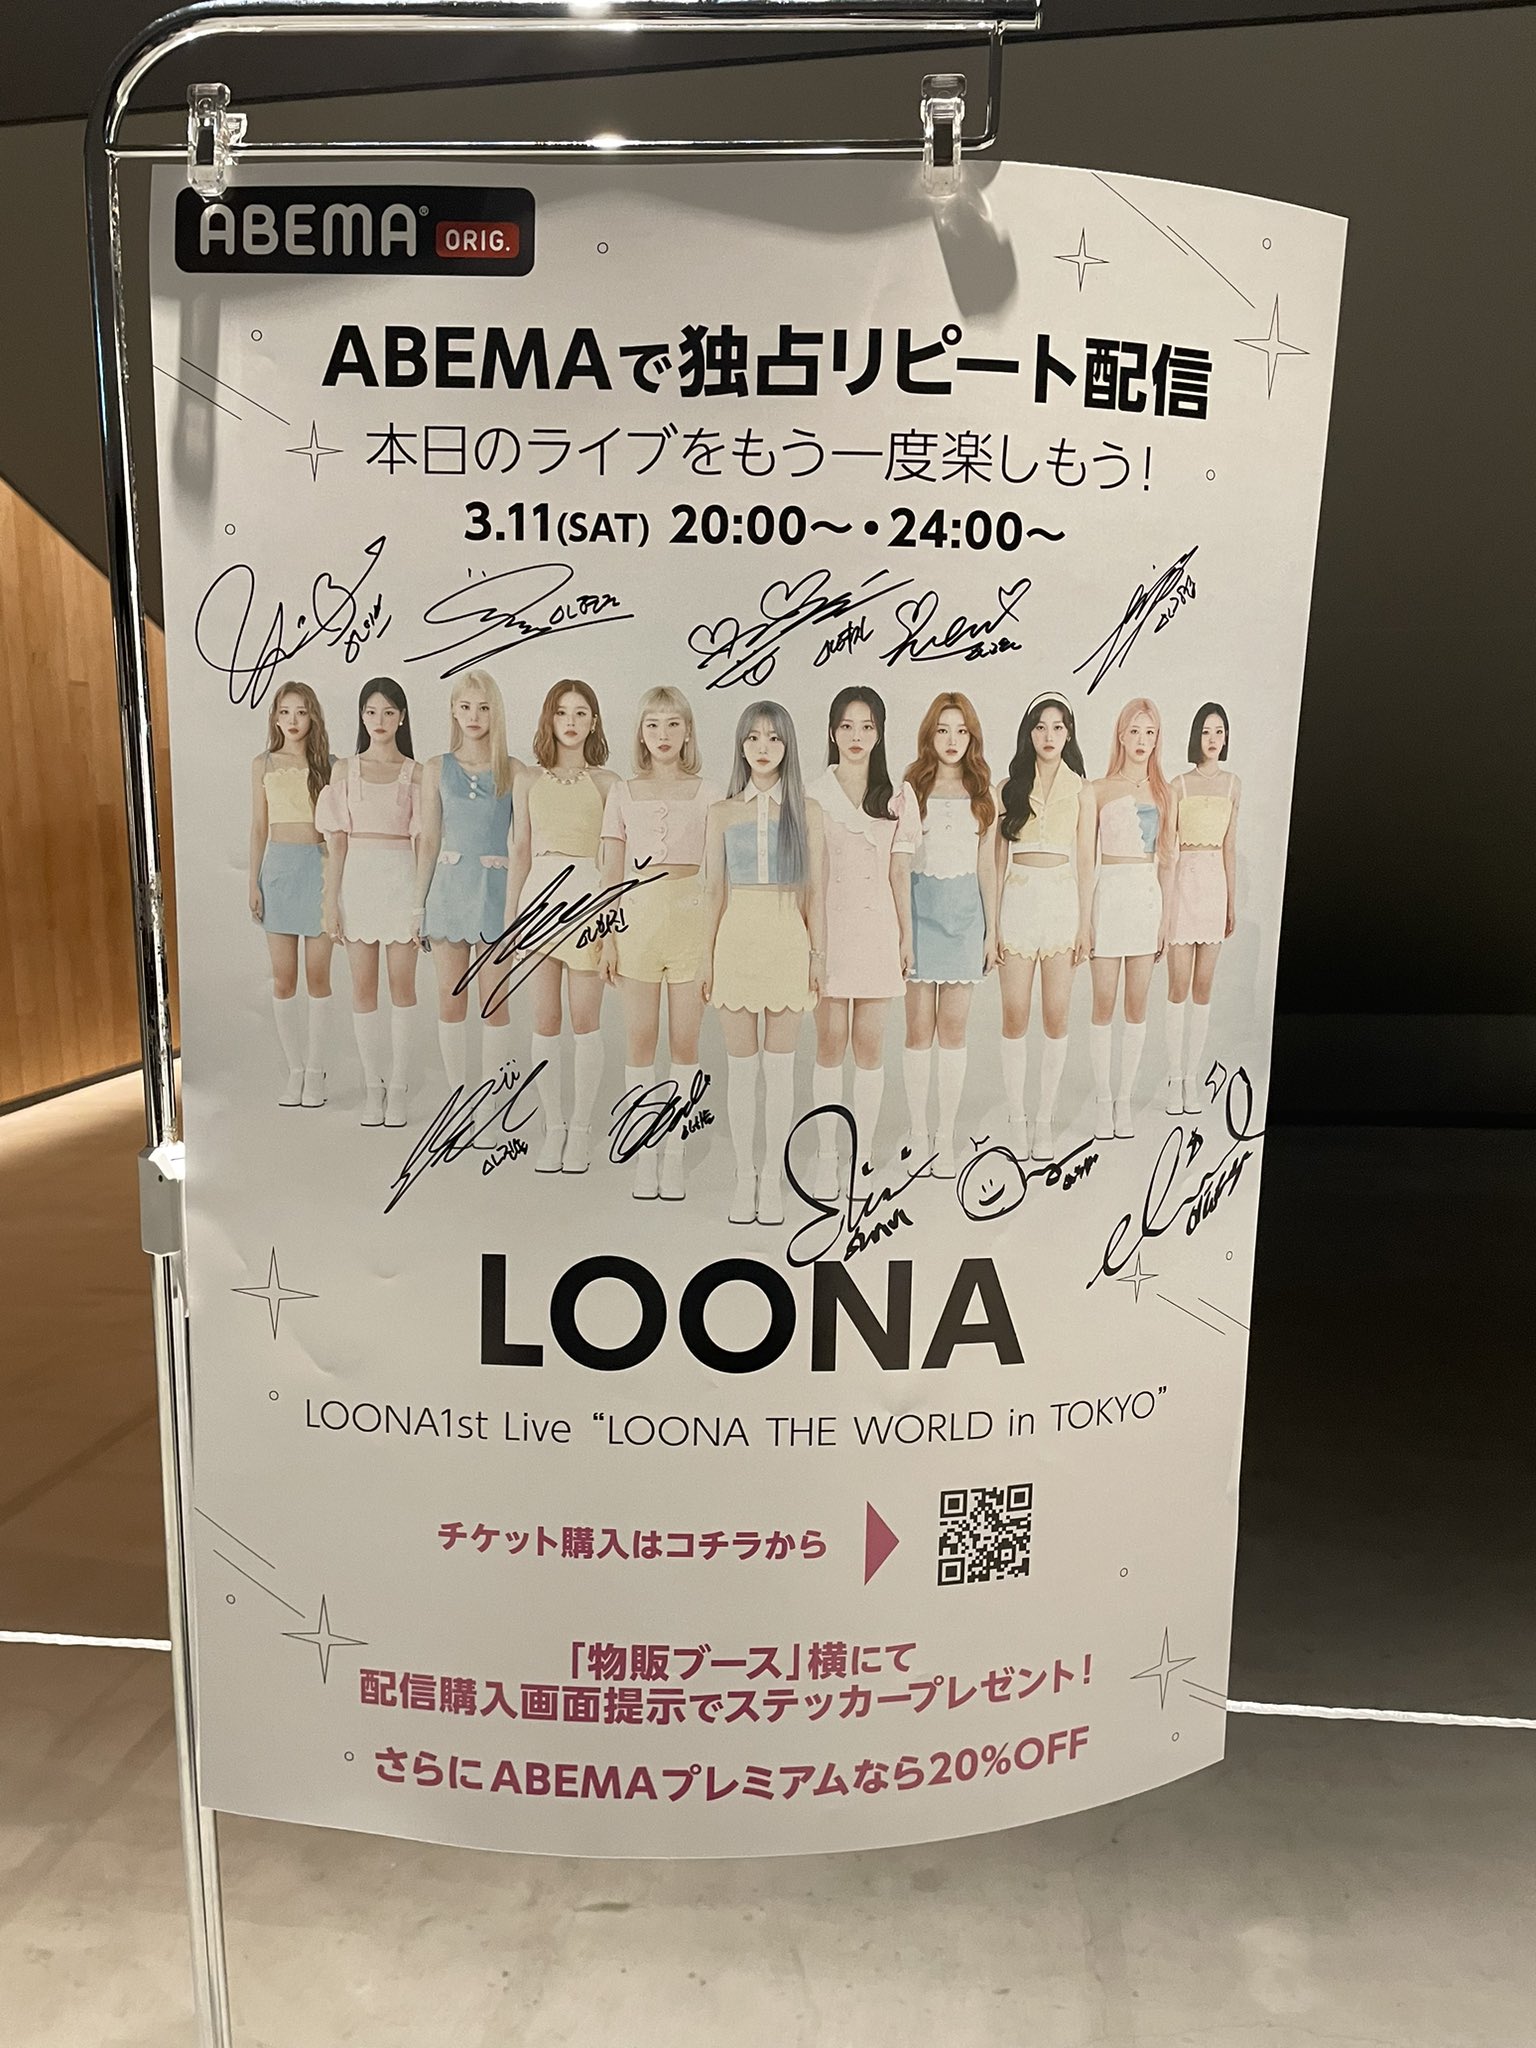 ABEMA® ORIG.
ABEMAで独占リピート配信
本日のライブをもう一度楽しもう!
3.11(SAT) 20:00〜・24:00〜
LOONA
LOONA1st Live “LOONA THE WORLD in TOKYO”
チケット購入はコチラから
「物販ブース」横にて
配信購入画面提示でステッカープレゼント!
さらにABEMAプレミアムなら20%OFF